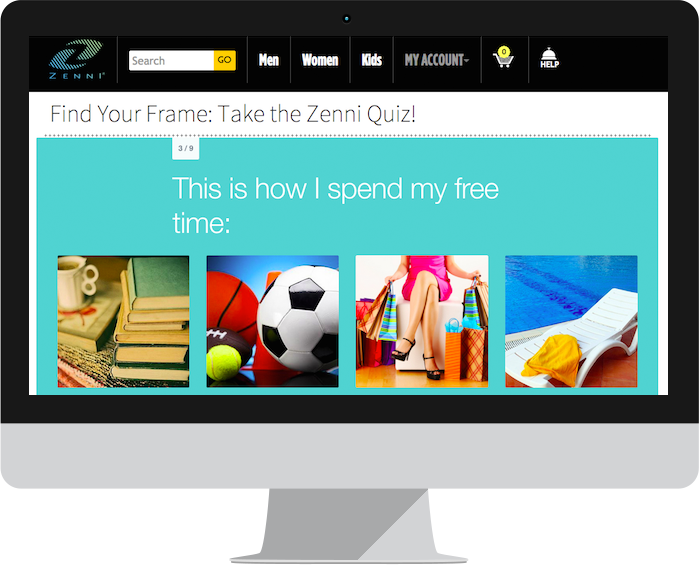 ZENNI®
Search GO Men Women Kids MY ACCOUNT 0 HELP
Find Your Frame: Take the Zenni Quiz!
3 / 9
This is how I spend my free
time: